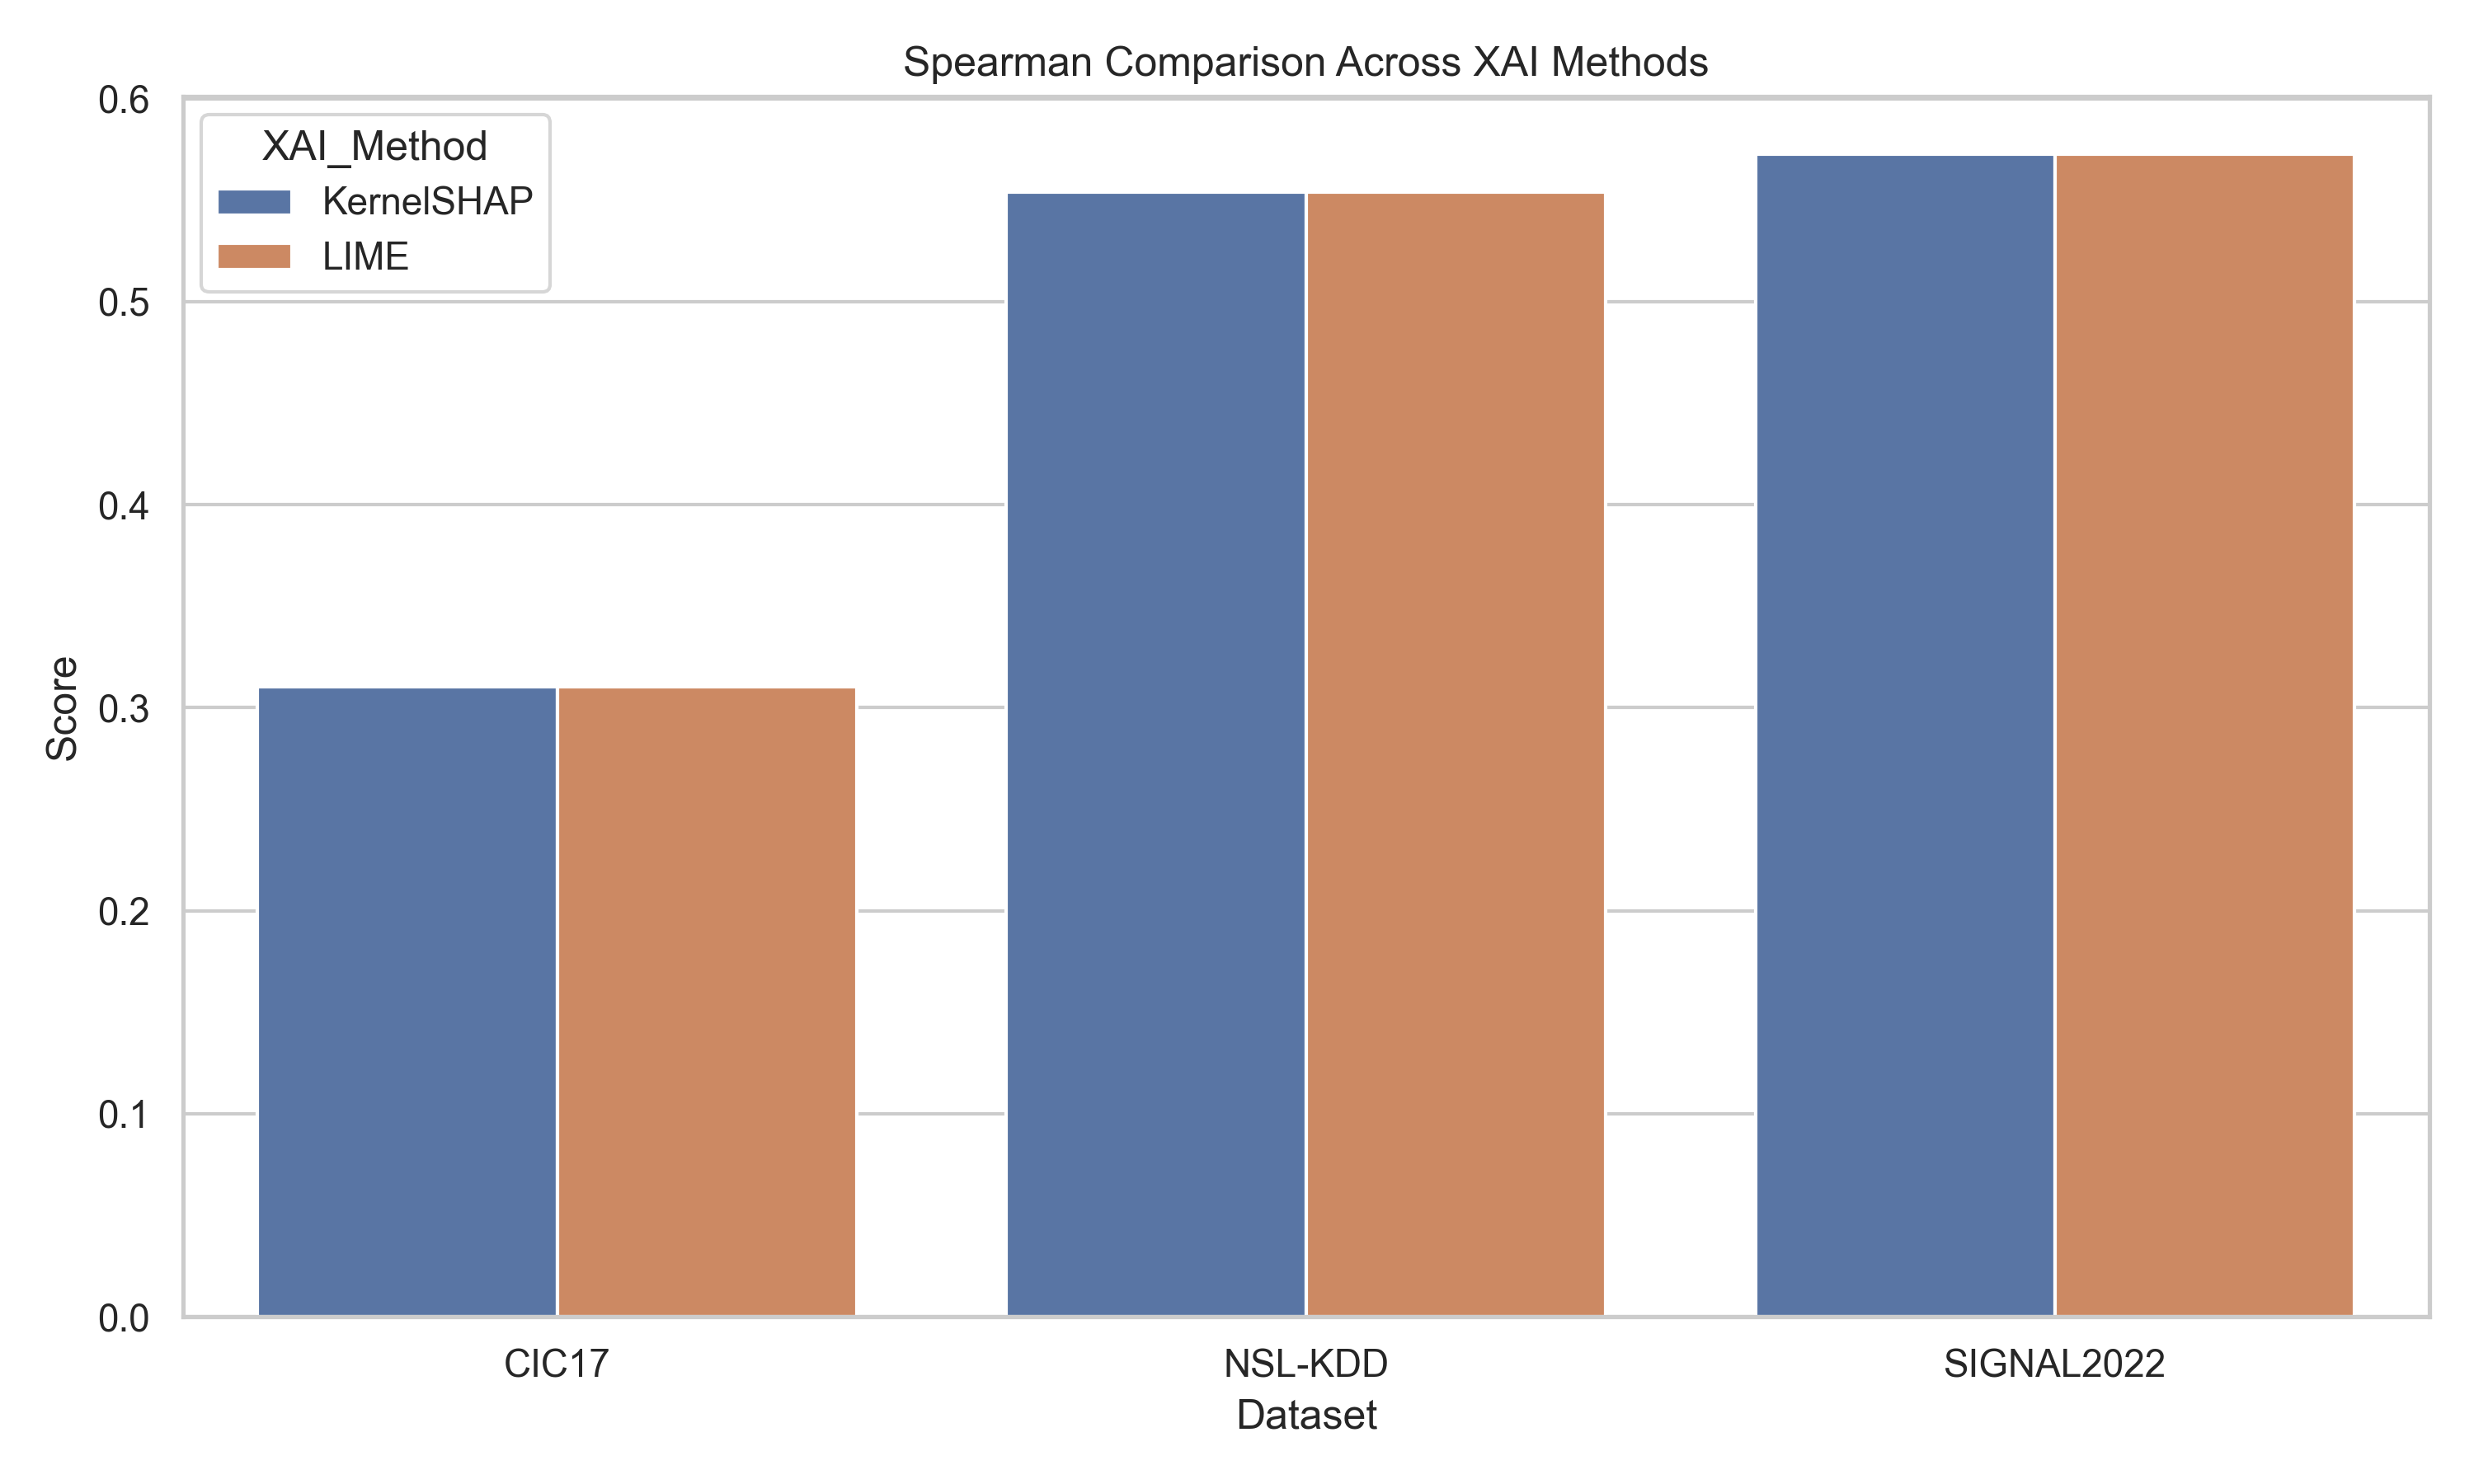 Spearman Comparison Across XAI Methods
XAI_Method
KernelSHAP
LIME
Score
0.6
0.5
0.4
0.3
0.2
0.1
0.0
CIC17
NSL-KDD
SIGNAL2022
Dataset